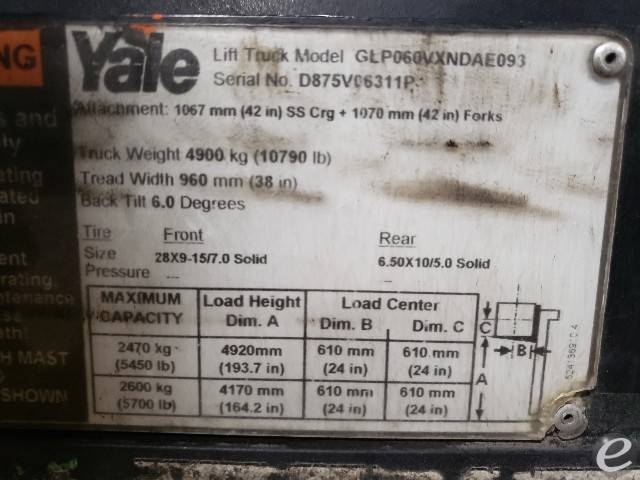 NG
Yale
Lift Truck Model GLP060VXNDAE093
Serial No. D875V06311P
Attachment: 1067 mm (42 in) SS Crg + 1070 mm (42 in) Forks
Truck Weight 4900 kg (10790 lb)
Tread Width 960 mm (38 in)
Back Tilt 6.0 Degrees
Tire Front Rear
Size 28X9-15/7.0 Solid 6.50X10/5.0 Solid
Pressure
MAXIMUM CAPACITY Load Height Dim. A Load Center Dim. B Dim. C
2470 kg (5450 lb) 4920mm (193.7 in) 610 mm (24 in) 610 mm (24 in)
2600 kg (5700 lb) 4170 mm (164.2 in) 610 mm (24 in) 610 mm (24 in)
C
B
A
s and
ly
ating
ated
in
ent
rating.
ntenance
se
ath
H MAST
SHOWN
e